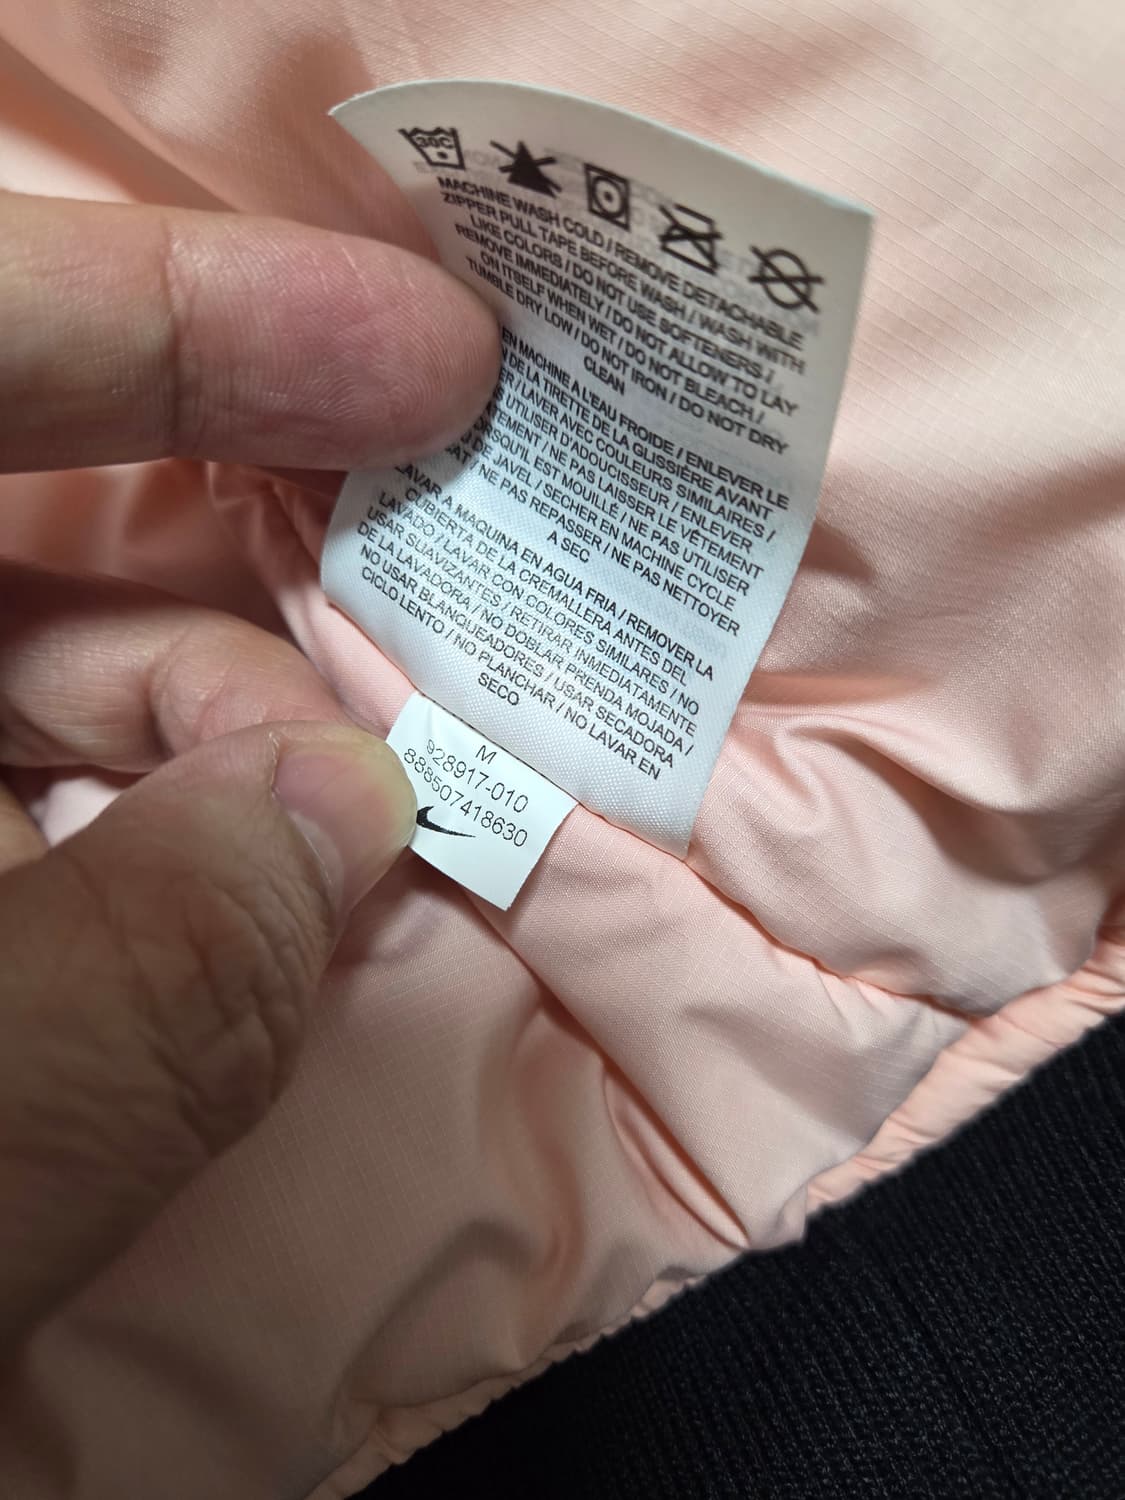 30C
MACHINE WASH COLD / REMOVE DETACHABLE
ZIPPER PULL TAPE BEFORE WASH / WASH WITH
LIKE COLORS / DO NOT USE SOFTENERS /
REMOVE IMMEDIATELY / DO NOT ALLOW TO LAY
ON ITSELF WHEN WET / DO NOT BLEACH /
TUMBLE DRY LOW / DO NOT IRON / DO NOT DRY
CLEAN
EN MACHINE A L'EAU FROIDE / ENLEVER LE
DE LA TIRETTE DE LA GLISSIÈRE AVANT
/ LAVER AVEC COULEURS SIMILAIRES /
UTILISER D'ADOUCISSEUR / ENLEVER
/ NE PAS LAISSER LE VÊTEMENT
LORSQU'IL EST MOUILLÉ / NE PAS UTILISER
DE JAVEL / SECHER EN MACHINE CYCLE
/ NE PAS REPASSER / NE PAS NETTOYER
A SEC
LAVAR A MAQUINA EN AGUA FRIA / REMOVER LA
CUBIERTA DE LA CREMALLERA ANTES DEL
LAVADO / LAVAR CON COLORES SIMILARES / NO
USAR SUAVIZANTES / RETIRAR INMEDIATAMENTE
DE LA LAVADORA / NO DOBLAR PRENDA MOJADA /
NO USAR BLANQUEADORES / USAR SECADORA
CICLO LENTO / NO PLANCHAR / NO LAVAR EN
SECO
M
928917-010
888507418630